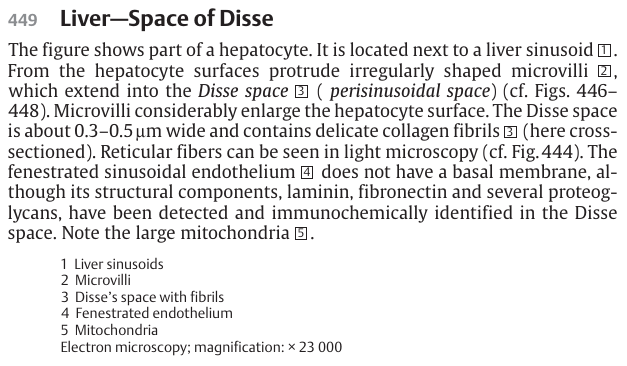 449 Liver—Space of Disse
The figure shows part of a hepatocyte. It is located next to a liver sinusoid 1.
From the hepatocyte surfaces protrude irregularly shaped microvilli 2,
which extend into the Disse space 3 ( perisinusoidal space) (cf. Figs. 446–
448). Microvilli considerably enlarge the hepatocyte surface. The Disse space
is about 0.3–0.5 µm wide and contains delicate collagen fibrils 3 (here cross-
sectioned). Reticular fibers can be seen in light microscopy (cf. Fig. 444). The
fenestrated sinusoidal endothelium 4 does not have a basal membrane, al-
though its structural components, laminin, fibronectin and several proteog-
lycans, have been detected and immunochemically identified in the Disse
space. Note the large mitochondria 5.
1 Liver sinusoids
2 Microvilli
3 Disse's space with fibrils
4 Fenestrated endothelium
5 Mitochondria
Electron microscopy; magnification: × 23 000